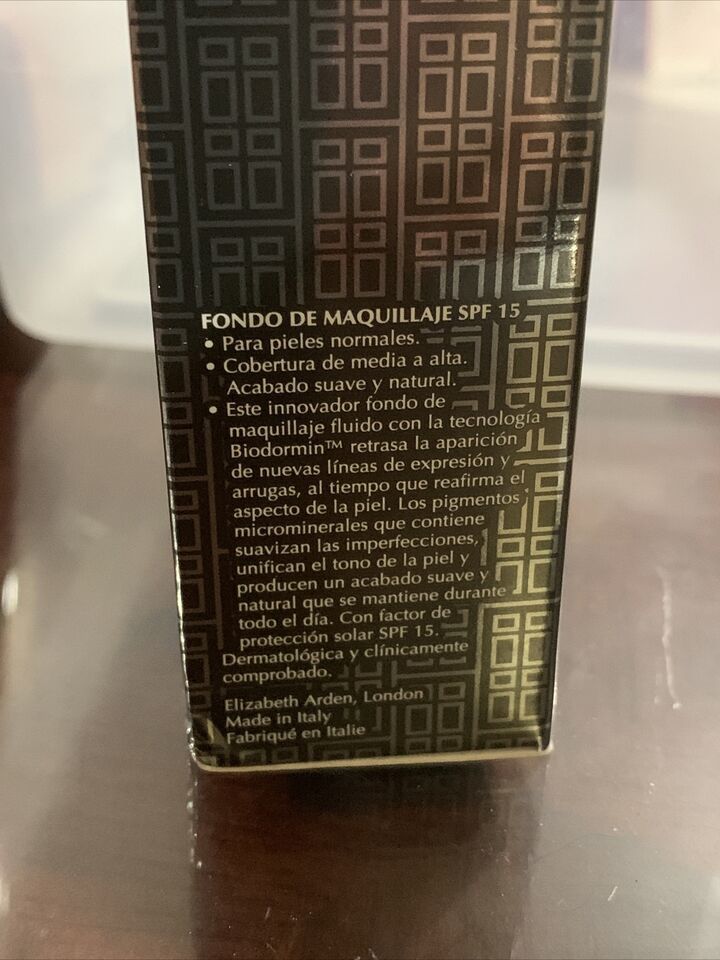 FONDO DE MAQUILLAJE SPF 15
• Para pieles normales.
• Cobertura de media a alta.
Acabado suave y natural.
• Este innovador fondo de
maquillaje fluido con la tecnología
Biodormin™ retrasa la aparición
de nuevas líneas de expresión y
arrugas, al tiempo que reafirma el
aspecto de la piel. Los pigmentos
microminerales que contiene
suavizan las imperfecciones,
unifican el tono de la piel y
producen un acabado suave y
natural que se mantiene durante
todo el día. Con factor de
protección solar SPF 15.
Dermatológica y clínicamente
comprobado.
Elizabeth Arden, London
Made in Italy
Fabriqué en Italie